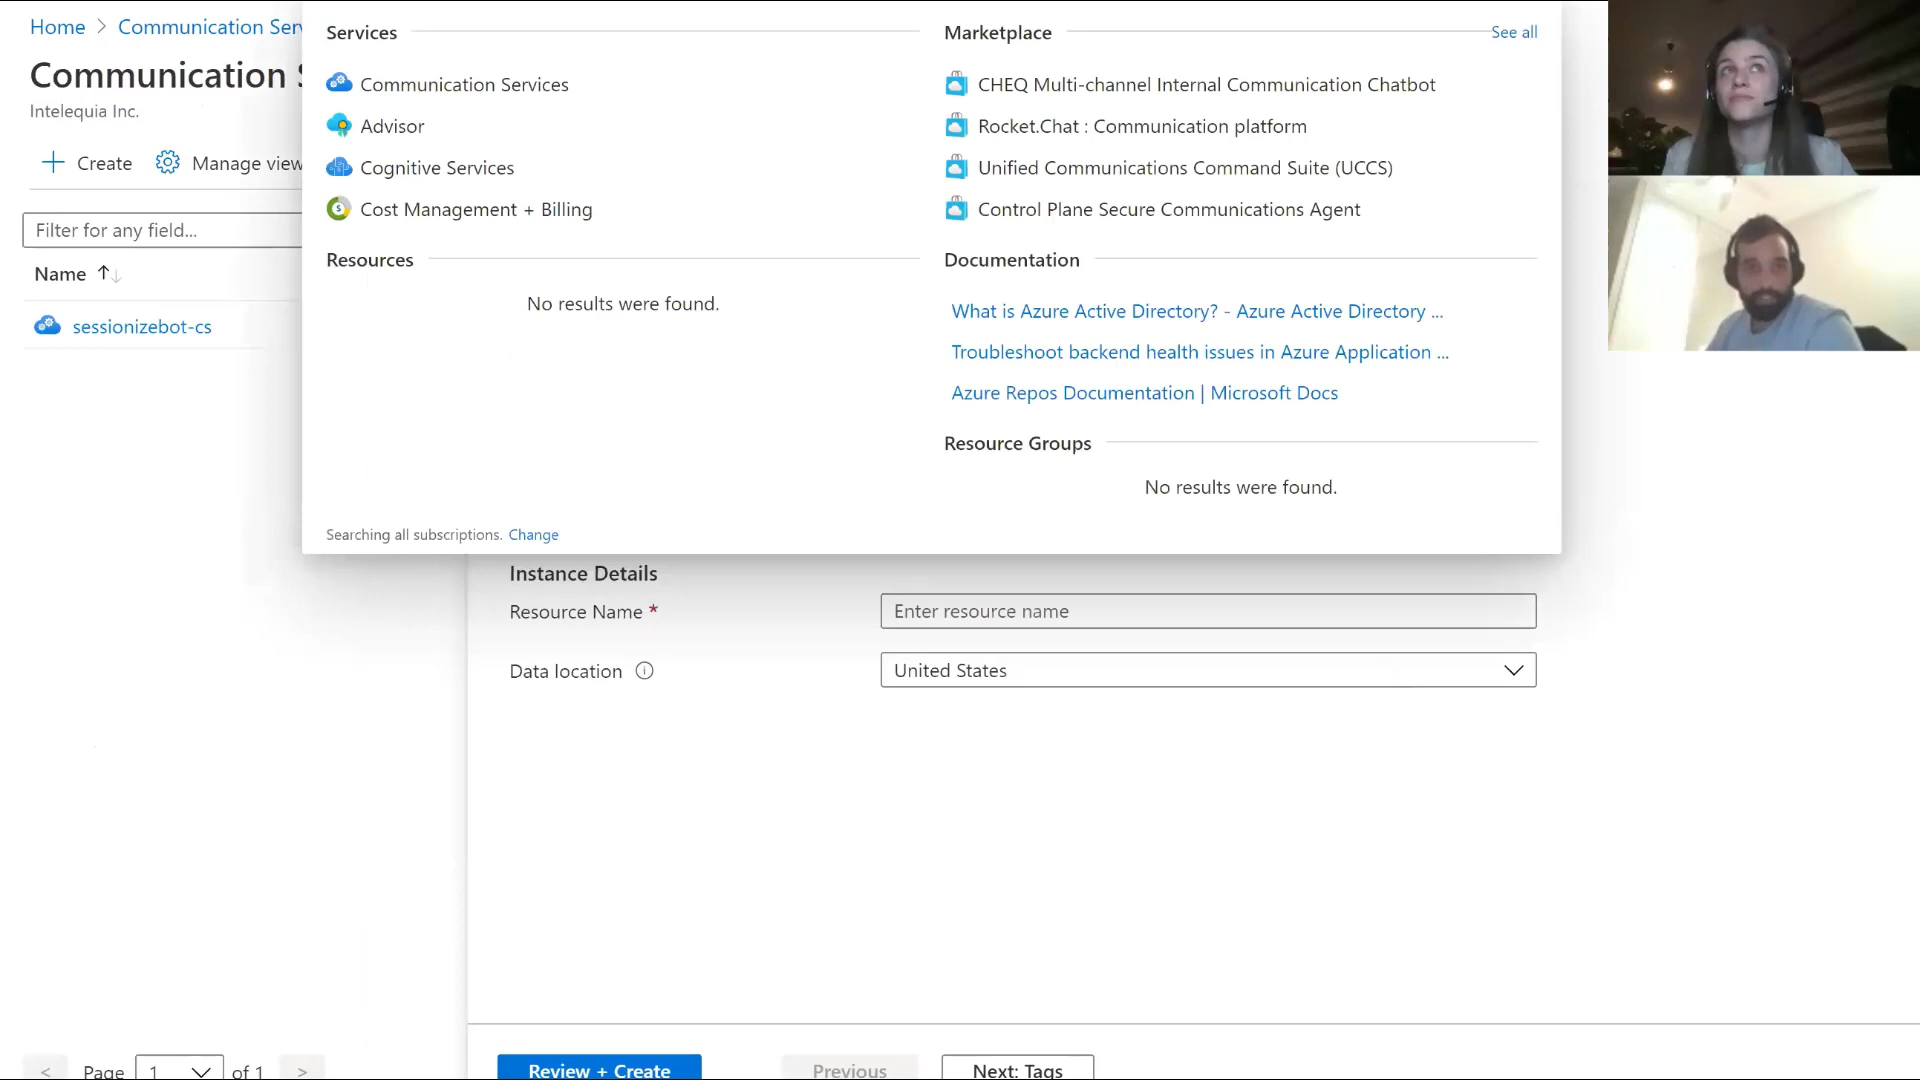 Home > Communication Serv
Communication S
Intelequia Inc.
Create
Manage view
Filter for any field...
Name ↑↓
sessionizebot-cs
Services
Communication Services
Advisor
Cognitive Services
Cost Management + Billing
Resources
No results were found.
Searching all subscriptions. Change
Marketplace
See all
CHEQ Multi-channel Internal Communication Chatbot
Rocket.Chat : Communication platform
Unified Communications Command Suite (UCCS)
Control Plane Secure Communications Agent
Documentation
What is Azure Active Directory? - Azure Active Directory ...
Troubleshoot backend health issues in Azure Application ...
Azure Repos Documentation | Microsoft Docs
Resource Groups
No results were found.
Instance Details
Resource Name *
Enter resource name
Data location
United States
< Page 1 of 1 >
Review + Create
Previous
Next: Tags